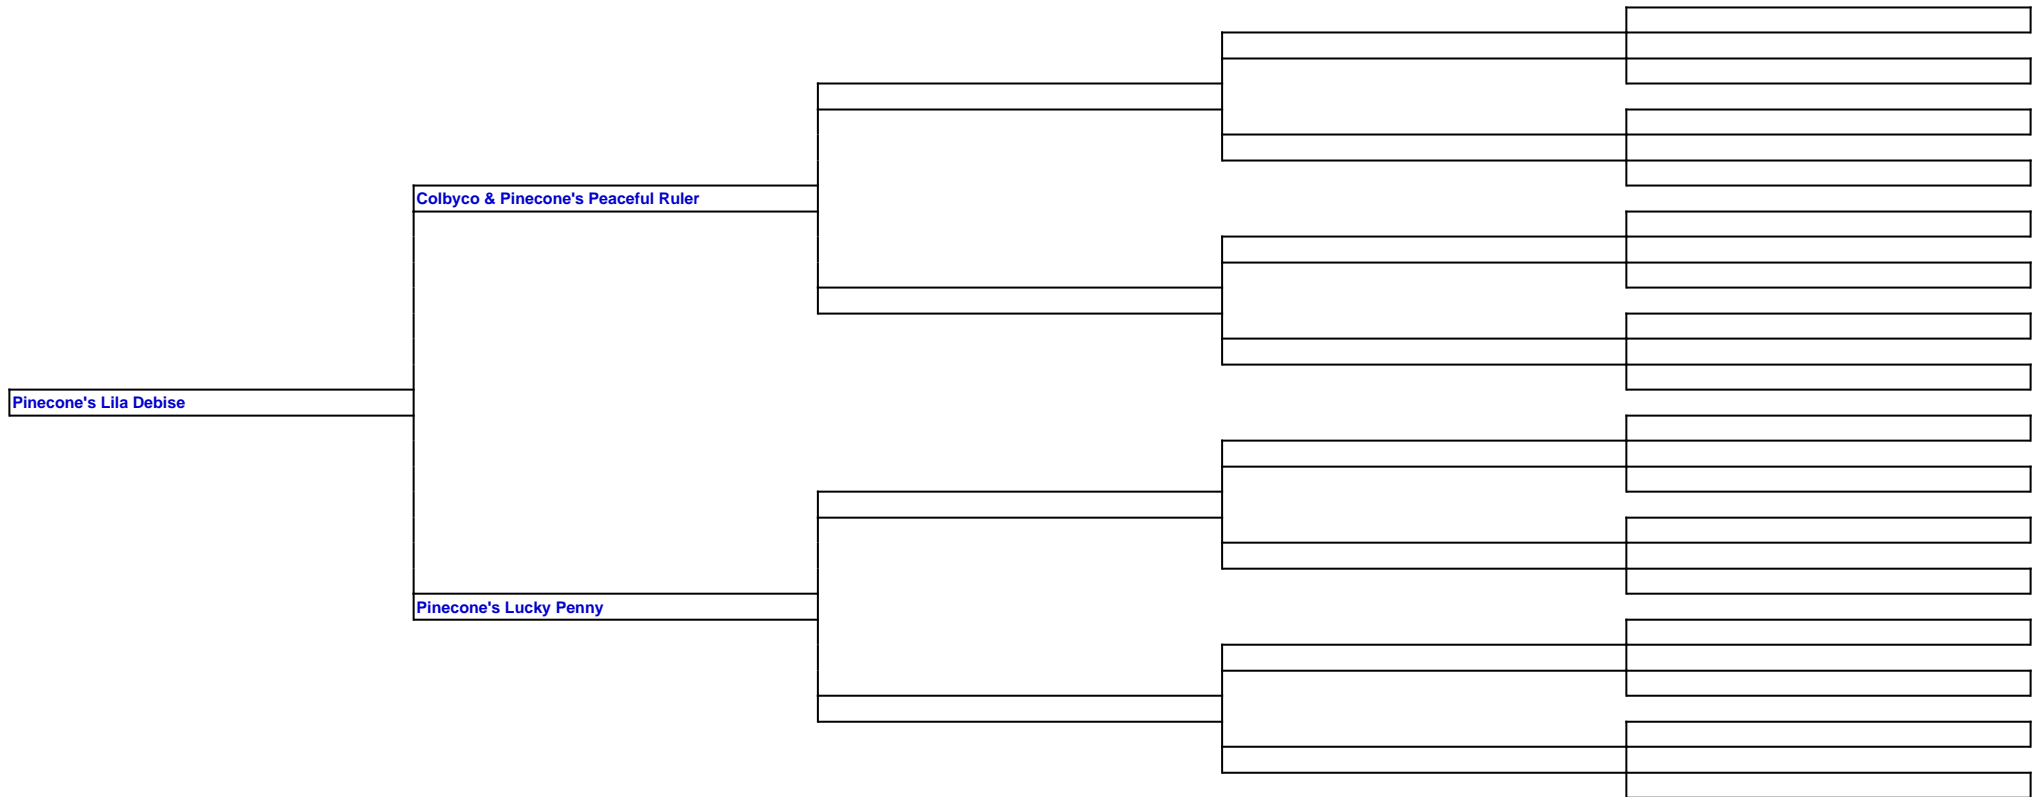 Colbyco & Pinecone's Peaceful Ruler
Pinecone's Lila Debise
Pinecone's Lucky Penny